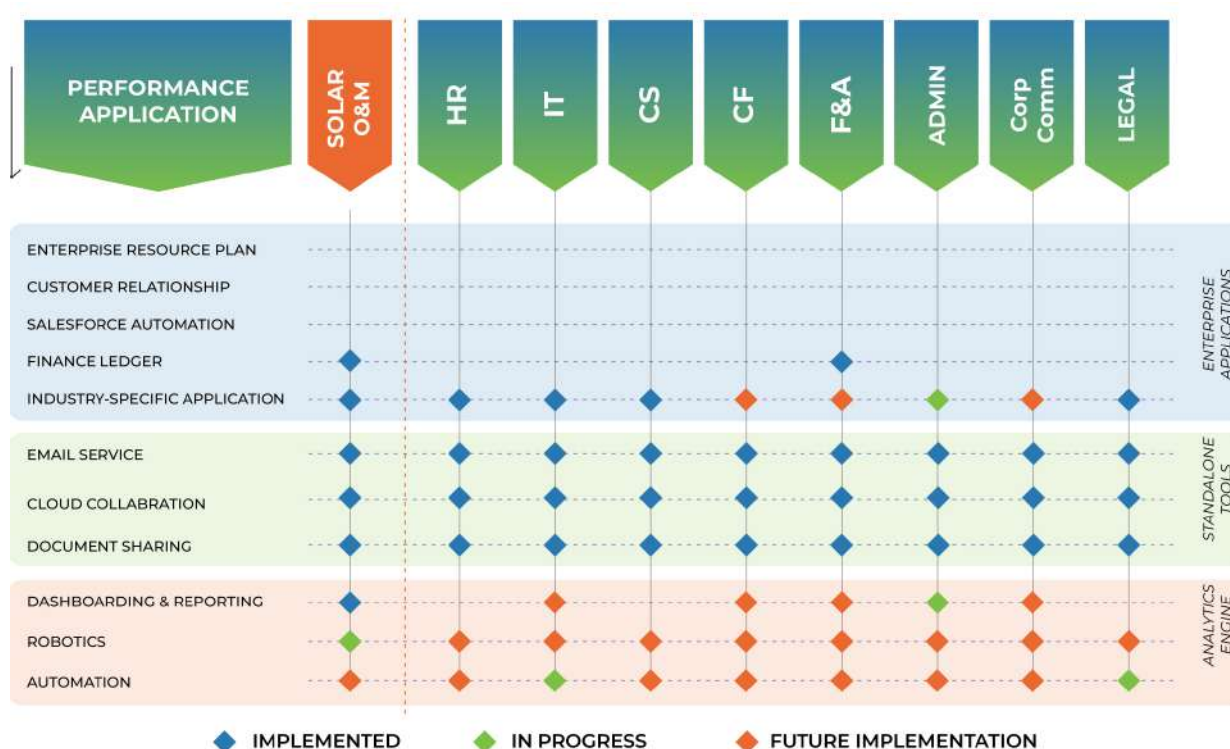 PERFORMANCE
APPLICATION
SOLAR
O&M
HR
IT
CS
CF
F&A
ADMIN
Corp
Comm
LEGAL
ENTERPRISE RESOURCE PLAN
CUSTOMER RELATIONSHIP
SALESFORCE AUTOMATION
FINANCE LEDGER
INDUSTRY-SPECIFIC APPLICATION
ENTERPRISE
APPLICATIONS
EMAIL SERVICE
CLOUD COLLABRATION
DOCUMENT SHARING
STANDALONE
TOOLS
DASHBOARDING & REPORTING
ROBOTICS
AUTOMATION
ANALYTICS
ENGINE
IMPLEMENTED
IN PROGRESS
FUTURE IMPLEMENTATION